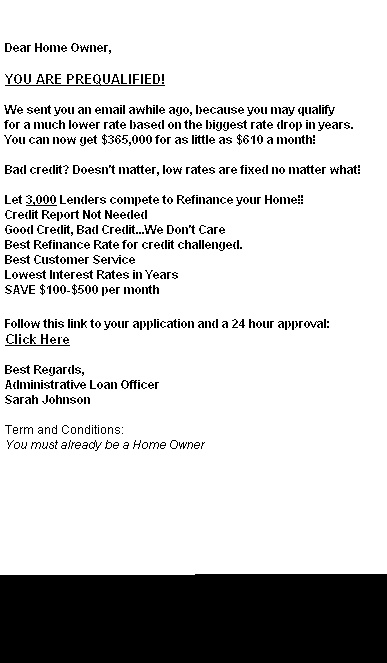 Dear Home Owner,
YOU ARE PREQUALIFIED!
We sent you an email awhile ago, because you may qualify
for a much lower rate based on the biggest rate drop in years.
You can now get $365,000 for as little as $610 a month!
Bad credit? Doesn't matter, low rates are fixed no matter what!
Let 3,000 Lenders compete to Refinance your Home!!
Credit Report Not Needed
Good Credit, Bad Credit...We Don't Care
Best Refinance Rate for credit challenged.
Best Customer Service
Lowest Interest Rates in Years
SAVE $100-$500 per month
Follow this link to your application and a 24 hour approval:
Click Here
Best Regards,
Administrative Loan Officer
Sarah Johnson
Term and Conditions:
You must already be a Home Owner